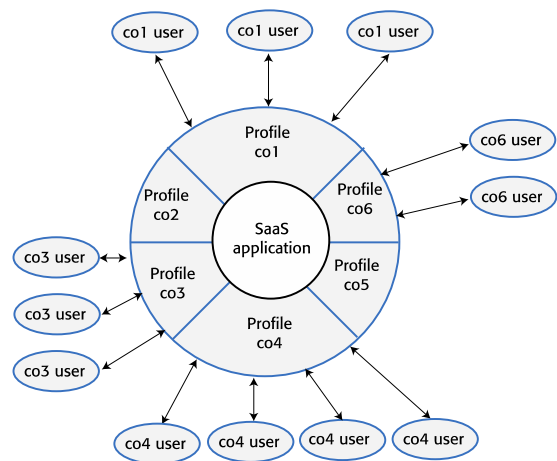 co1 user
co1 user
co1 user
Profile
co1
co6 user
co6 user
Profile
co2
Profile
co6
SaaS
application
co3 user
co3 user
co3 user
Profile
co3
Profile
co5
Profile
co4
co4 user
co4 user
co4 user
co4 user